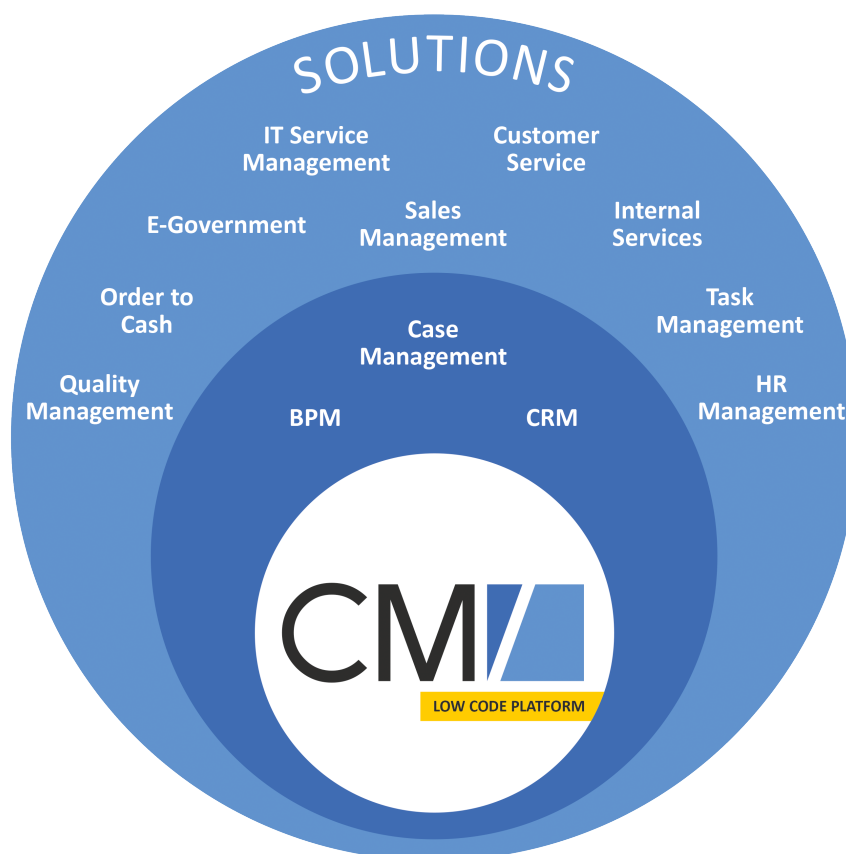 SOLUTIONS
IT Service
Management
Customer
Service
E-Government
Sales
Management
Internal
Services
Order to
Cash
Task
Management
Case
Management
Quality
Management
HR
Management
BPM
CRM
CM
LOW CODE PLATFORM